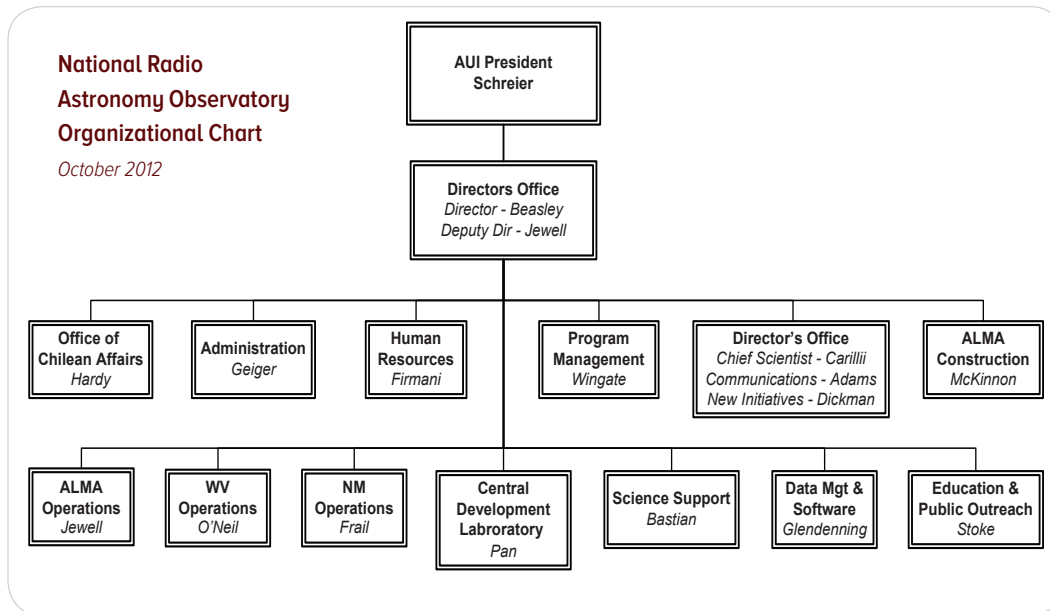 National Radio
Astronomy Observatory
Organizational Chart
October 2012
AUI President
Schreier
Directors Office
Director - Beasley
Deputy Dir - Jewell
Office of
Chilean Affairs
Hardy
Administration
Geiger
Human
Resources
Firmani
Program
Management
Wingate
Director's Office
Chief Scientist - Carillii
Communications - Adams
New Initiatives - Dickman
ALMA
Construction
McKinnon
ALMA
Operations
Jewell
WV
Operations
O'Neil
NM
Operations
Frail
Central
Development
Labroratory
Pan
Science Support
Bastian
Data Mgt &
Software
Glendenning
Education &
Public Outreach
Stoke